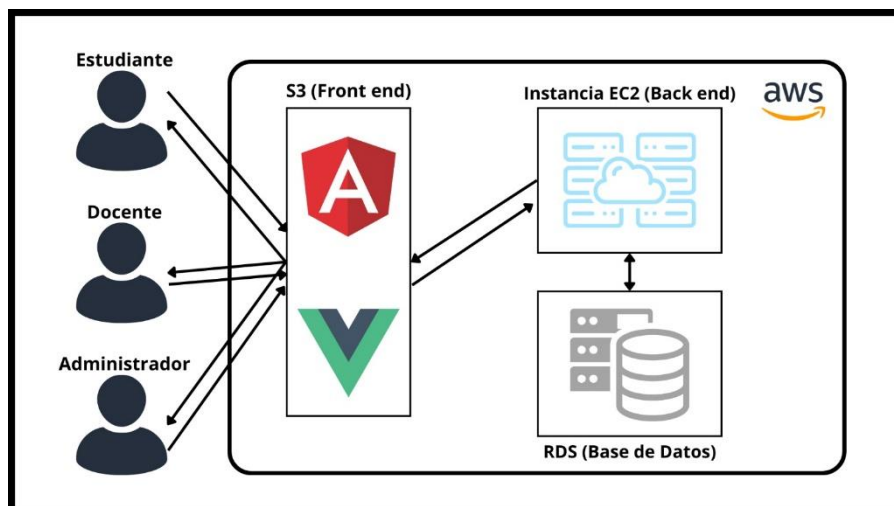 Estudiante
S3 (Front end)
Instancia EC2 (Back end)
aws
A
Docente
Administrador
RDS (Base de Datos)